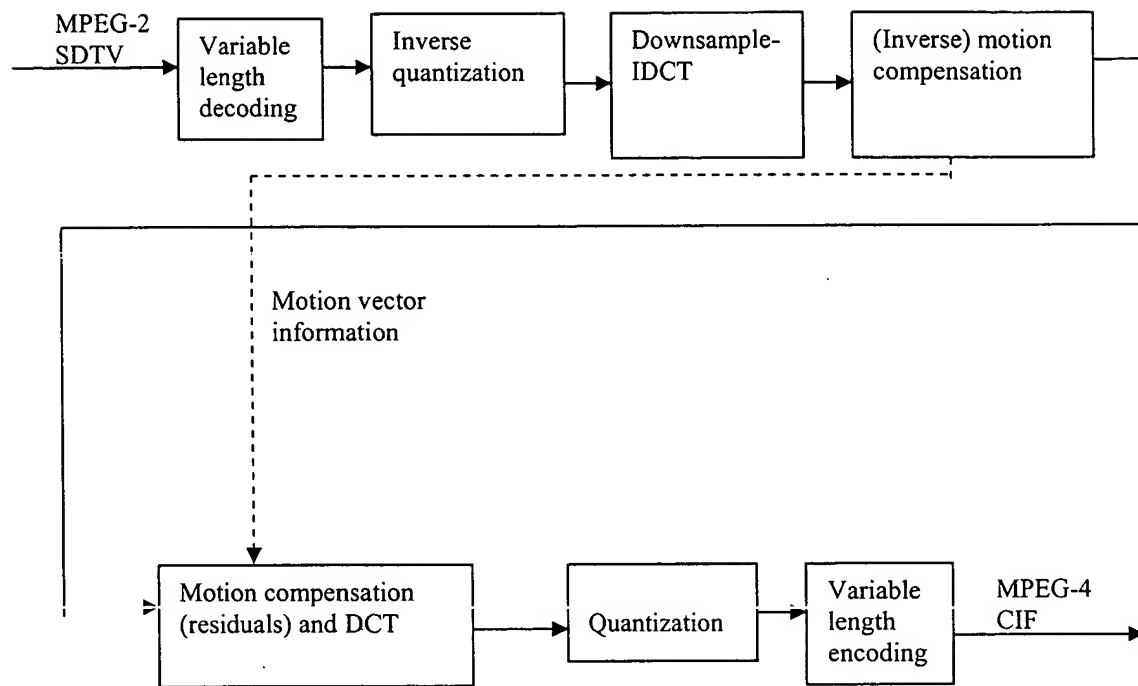 MPEG-2
SDTV
Variable
length
decoding
Inverse
quantization
Downsample-
IDCT
(Inverse) motion
compensation
Motion vector
information
Motion compensation
(residuals) and DCT
Quantization
Variable
length
encoding
MPEG-4
CIF